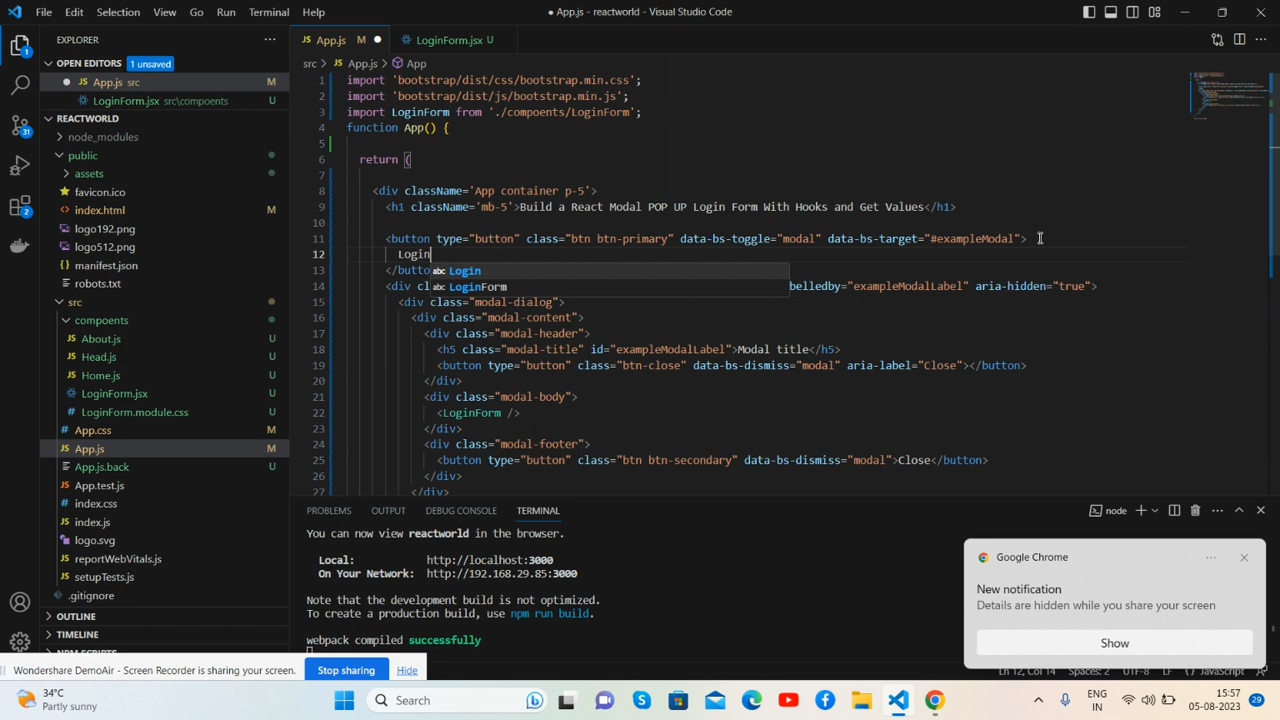 File Edit Selection View Go Run Terminal Help
● App.js - reactworld - Visual Studio Code
EXPLORER
App.js M
LoginForm.jsx U
OPEN EDITORS 1 unsaved
src > App.js > App
App.js src M
LoginForm.jsx src\compoents U
REACTWORLD
node_modules
public
assets
favicon.ico
index.html
logo192.png
logo512.png
manifest.json
robots.txt
src
compoents
About.js U
Head.js U
Home.js U
LoginForm.jsx U
LoginForm.module.css U
App.css M
App.js M
App.js.back U
App.test.js M
index.css M
index.js M
logo.svg M
reportWebVitals.js M
setupTests.js M
.gitignore M
OUTLINE
TIMELINE
1 import 'bootstrap/dist/css/bootstrap.min.css';
2 import 'bootstrap/dist/js/bootstrap.min.js';
3 import LoginForm from './compoents/LoginForm';
4 function App() {
5
6 return (
7
8 <div className='App container p-5'>
9 <h1 className='mb-5'>Build a React Modal POP UP Login Form With Hooks and Get Values</h1>
10
11 <button type="button" class="btn btn-primary" data-bs-toggle="modal" data-bs-target="#exampleModal">
12 Login
abc Login
abc LoginForm
13 </butto
14 <div cl belledby="exampleModalLabel" aria-hidden="true">
15 <div class="modal-dialog">
16 <div class="modal-content">
17 <div class="modal-header">
18 <h5 class="modal-title" id="exampleModalLabel">Modal title</h5>
19 <button type="button" class="btn-close" data-bs-dismiss="modal" aria-label="Close"></button>
20 </div>
21 <div class="modal-body">
22 <LoginForm />
23 </div>
24 <div class="modal-footer">
25 <button type="button" class="btn btn-secondary" data-bs-dismiss="modal">Close</button>
26 </div>
27 </div>
PROBLEMS OUTPUT DEBUG CONSOLE TERMINAL
node
You can now view reactworld in the browser.
Local: http://localhost:3000
On Your Network: http://192.168.29.85:3000
Note that the development build is not optimized.
To create a production build, use npm run build.
webpack compiled successfully
Google Chrome
New notification
Details are hidden while you share your screen
Show
Wondershare DemoAir - Screen Recorder is sharing your screen.
Stop sharing
Hide
Ln 12, Col 14 Spaces: 2 UTF-8 LF {} JavaScript
34°C
Partly sunny
Search
ENG
IN
15:57
05-08-2023
29
1
31
1